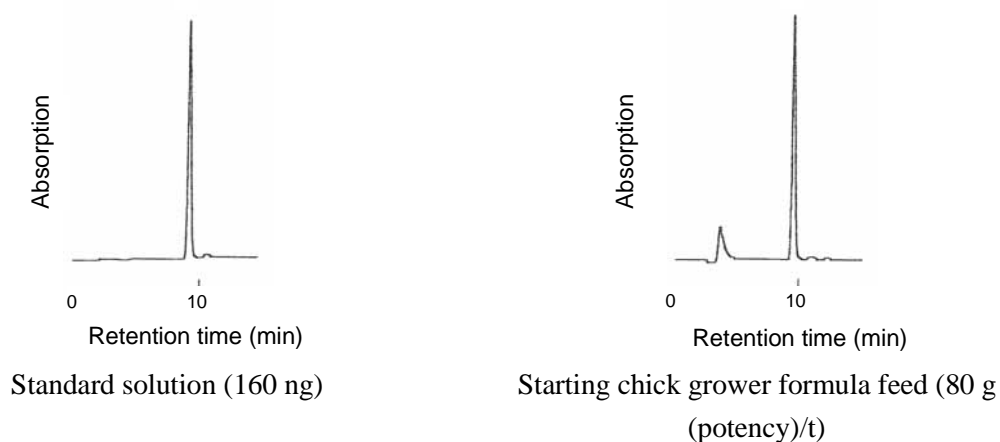 Absorption
0
10
Retention time (min)
Standard solution (160 ng)
Absorption
0
10
Retention time (min)
Starting chick grower formula feed (80 g
(potency)/t)